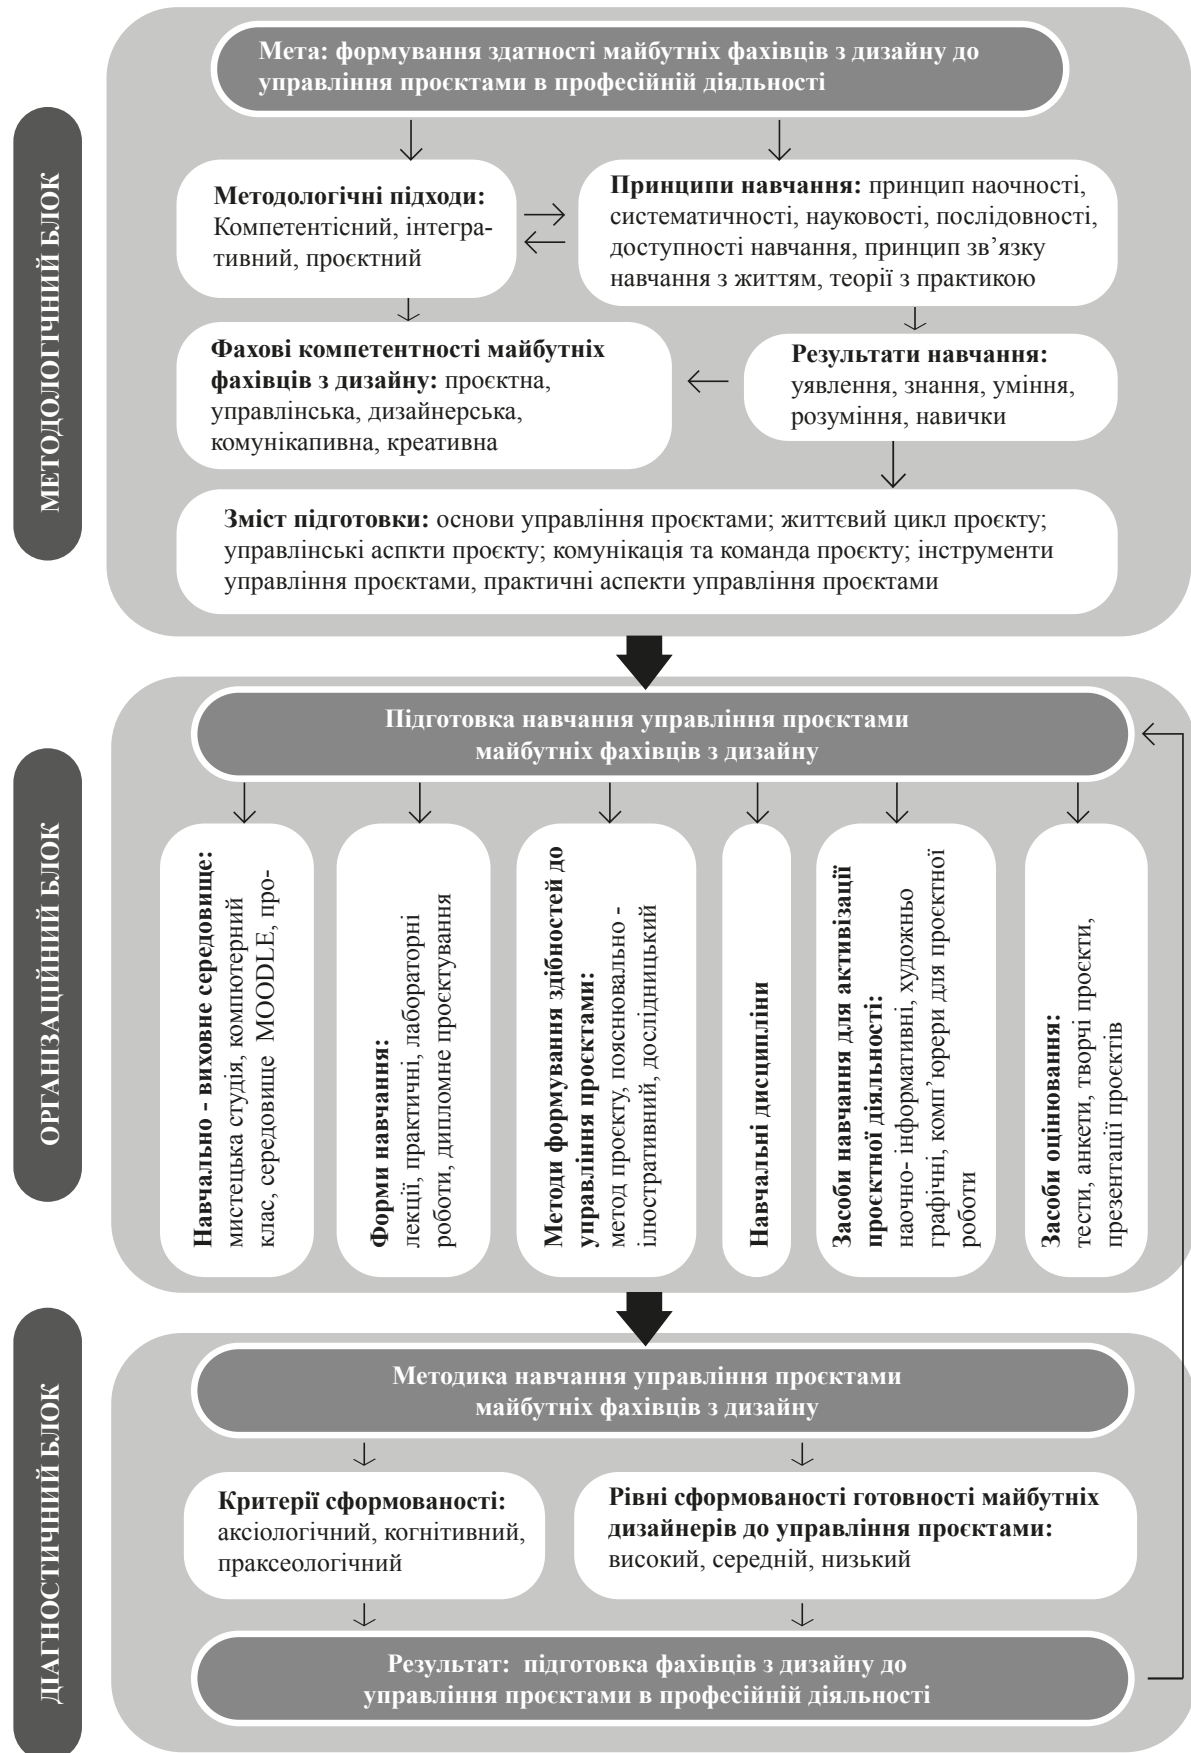 МЕТОДОЛОГІЧНИЙ БЛОК
Мета: формування здатності майбутніх фахівців з дизайну до
управління проєктами в професійній діяльності
Методологічні підходи:
Компетентісний, інтегра-
тивний, проєктний
Принципи навчання: принцип наочності,
систематичності, науковості, послідовності,
доступності навчання, принцип зв’язку
навчання з життям, теорії з практикою
Фахові компетентності майбутніх
фахівців з дизайну: проєктна,
управлінська, дизайнерська,
комунікапивна, креативна
Результати навчання:
уявлення, знання, уміння,
розуміння, навички
Зміст підготовки: основи управління проєктами; життєвий цикл проєкту;
управлінські аспкти проєкту; комунікація та команда проєкту; інструменти
управління проєктами, практичні аспекти управління проєктами
ОРГАНІЗАЦІЙНИЙ БЛОК
Підготовка навчання управління проєктами
майбутніх фахівців з дизайну
Навчально - виховне середовище:
мистецька студія, компютерний
клас, середовище MOODLE, про-
Форми навчання:
лекції, практичні, лабораторні
роботи, дипломне проєктування
Методи формування здібностей до
управління проєктами:
метод проєкту, пояснювально -
ілюстративний, дослідницький
Навчальні дисципліни
Засоби навчання для активізації
проєктної діяльності:
наочно- інформативні, художньо
графічні, комп’юрери для проєктної
роботи
Засоби оцінювання:
тести, анкети, творчі проєкти,
презентації проєктів
ДІАГНОСТИЧНИЙ БЛОК
Методика навчання управління проєктами
майбутніх фахівців з дизайну
Критерії сформованості:
аксіологічний, когнітивний,
праксеологічний
Рівні сформованості готовності майбутніх
дизайнерів до управління проєктами:
високий, середній, низький
Результат: підготовка фахівців з дизайну до
управління проєктами в професійній діяльності